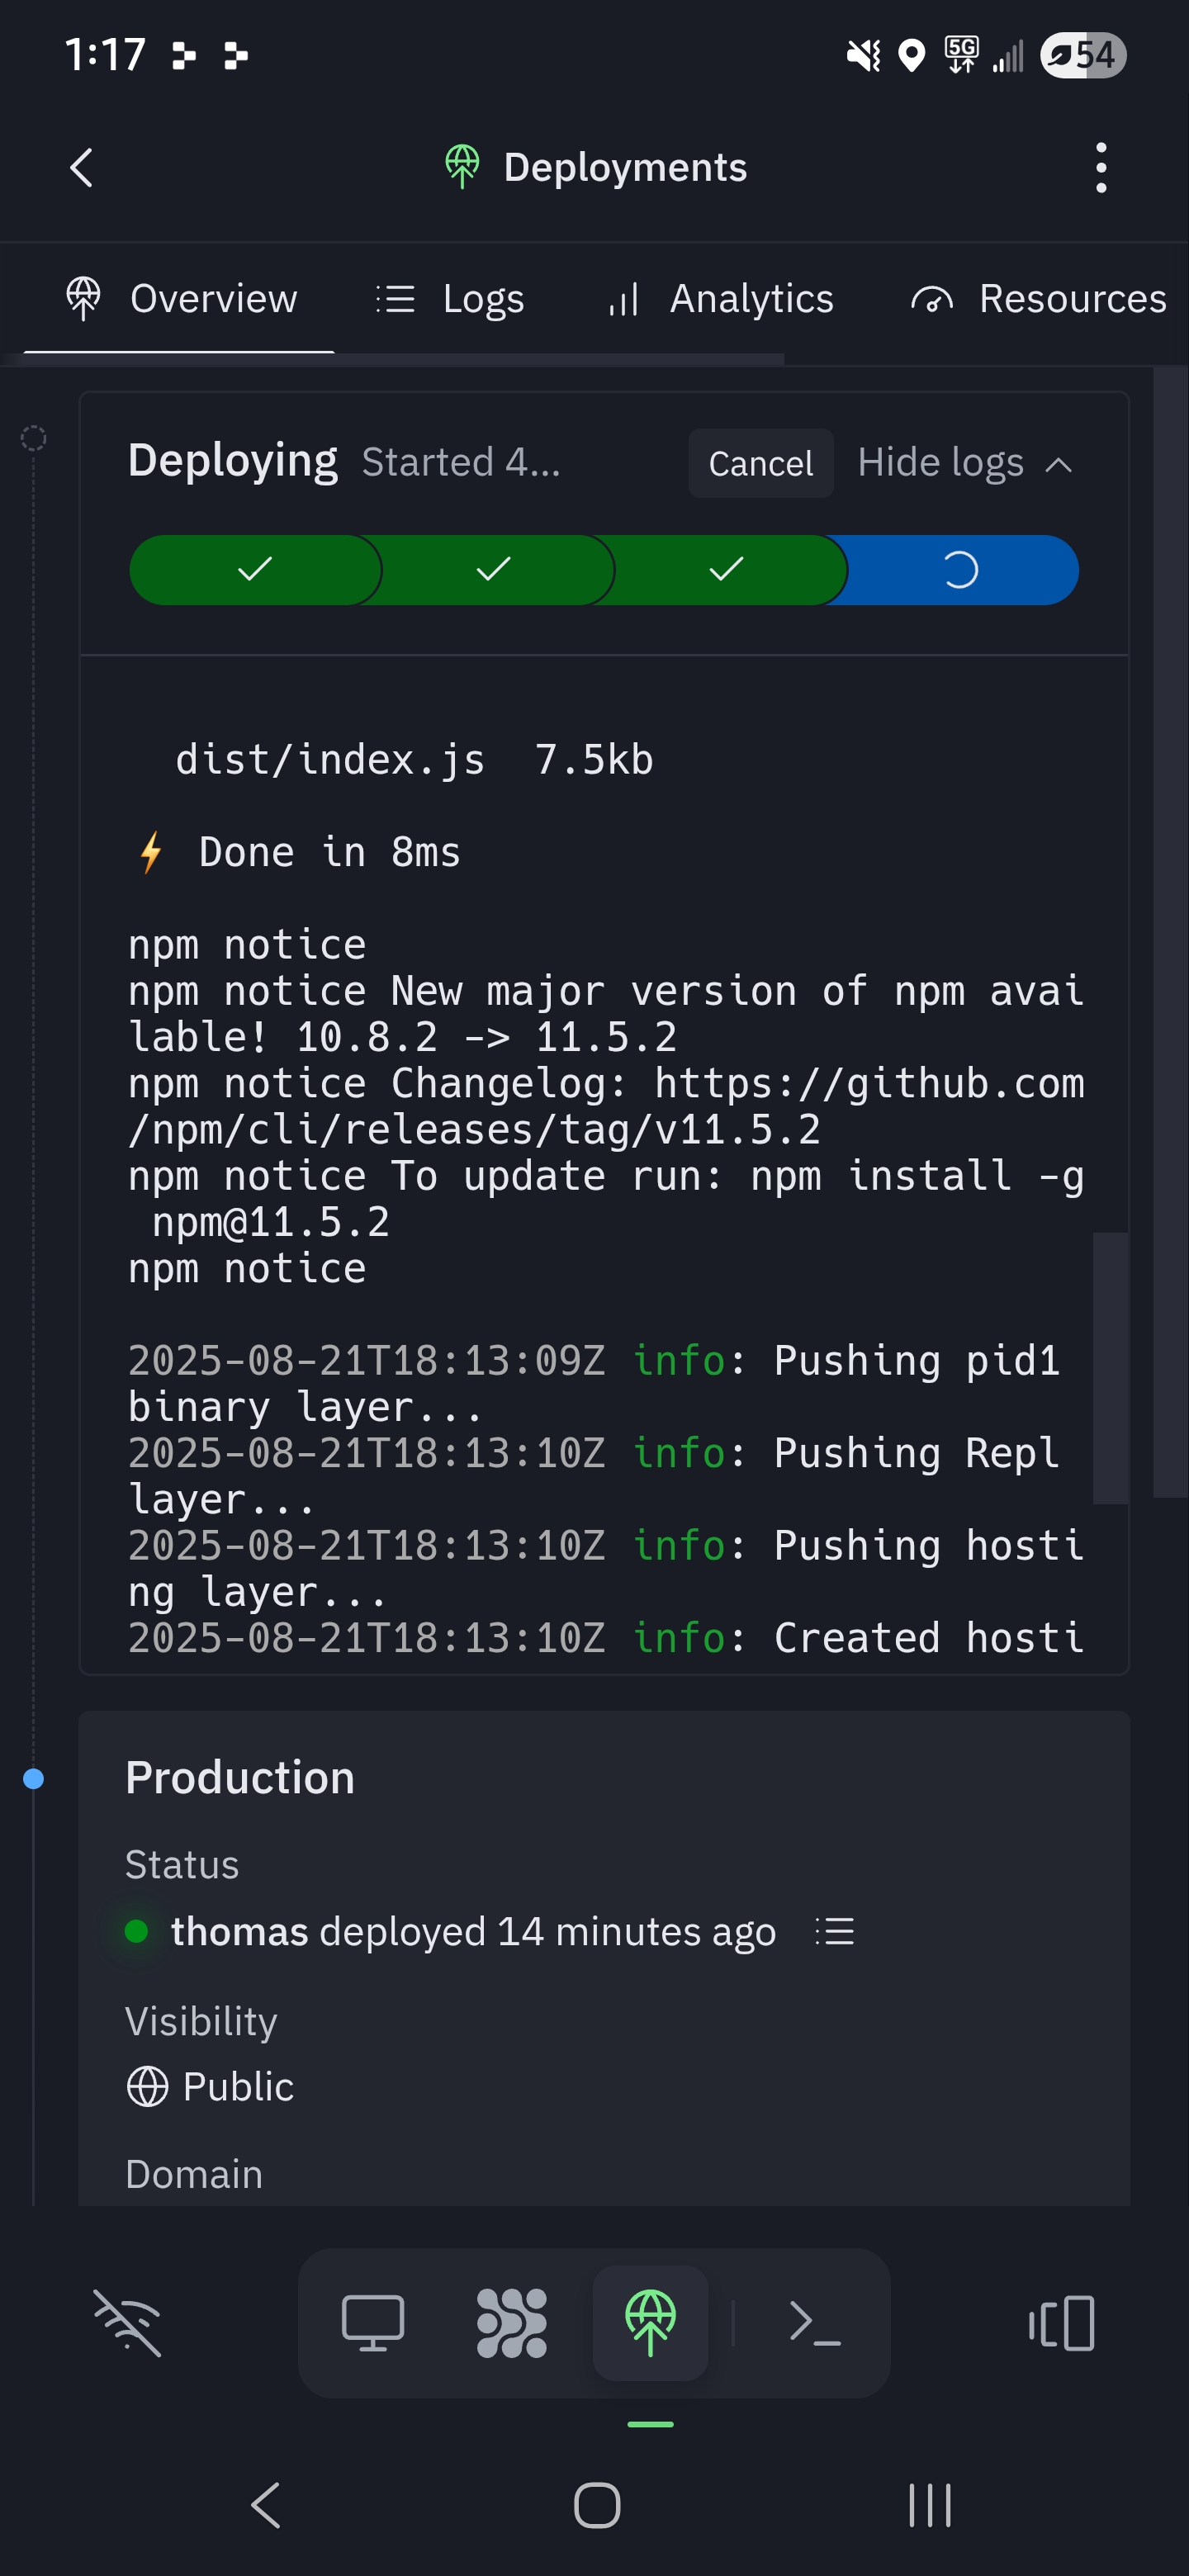 1:17
5G
54
Deployments
Overview
Logs
Analytics
Resources
Deploying Started 4...
Cancel
Hide logs
dist/index.js  7.5kb
⚡ Done in 8ms
npm notice
npm notice New major version of npm avai
lable! 10.8.2 -> 11.5.2
npm notice Changelog: https://github.com
/npm/cli/releases/tag/v11.5.2
npm notice To update run: npm install -g
npm@11.5.2
npm notice
2025-08-21T18:13:09Z info: Pushing pid1
binary layer...
2025-08-21T18:13:10Z info: Pushing Repl
layer...
2025-08-21T18:13:10Z info: Pushing hosti
ng layer...
2025-08-21T18:13:10Z info: Created hosti
Production
Status
thomas deployed 14 minutes ago
Visibility
Public
Domain